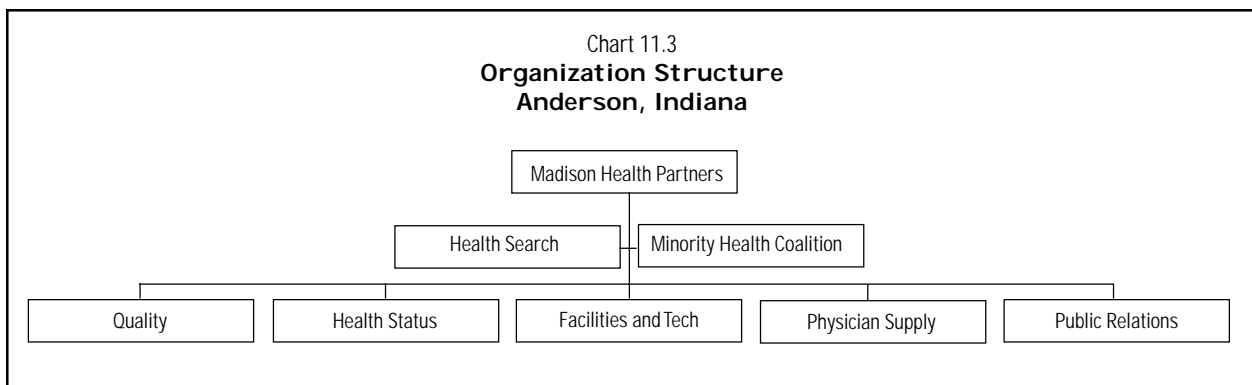 Chart 11.3
Organization Structure
Anderson, Indiana
Madison Health Partners
Health Search
Minority Health Coalition
Quality
Health Status
Facilities and Tech
Physician Supply
Public Relations